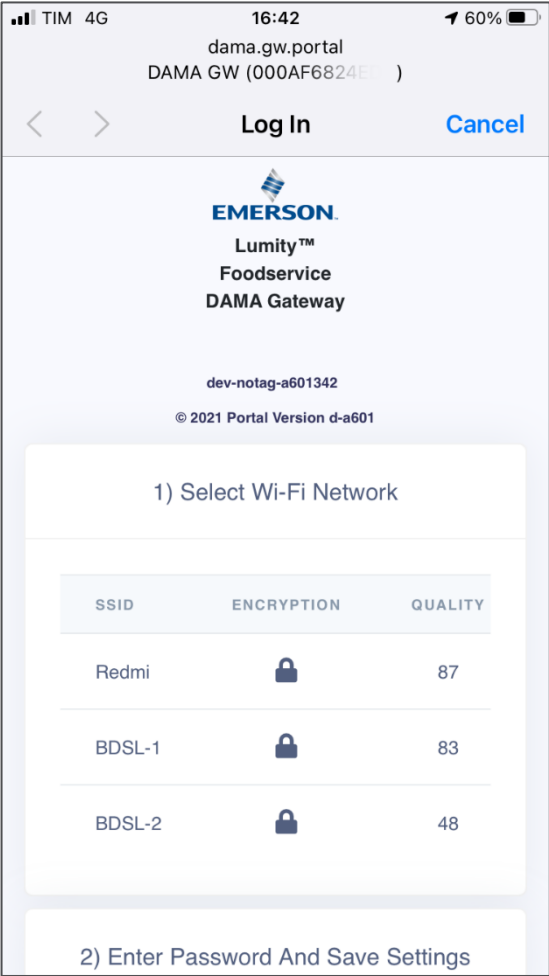 TIM 4G 16:42 60%
dama.gw.portal
DAMA GW (000AF6824 )
Log In Cancel
EMERSON™
Lumity™
Foodservice
DAMA Gateway
dev-notag-a601342
© 2021 Portal Version d-a601
1) Select Wi-Fi Network
SSID ENCRYPTION QUALITY
Redmi 87
BDSL-1 83
BDSL-2 48
2) Enter Password And Save Settings